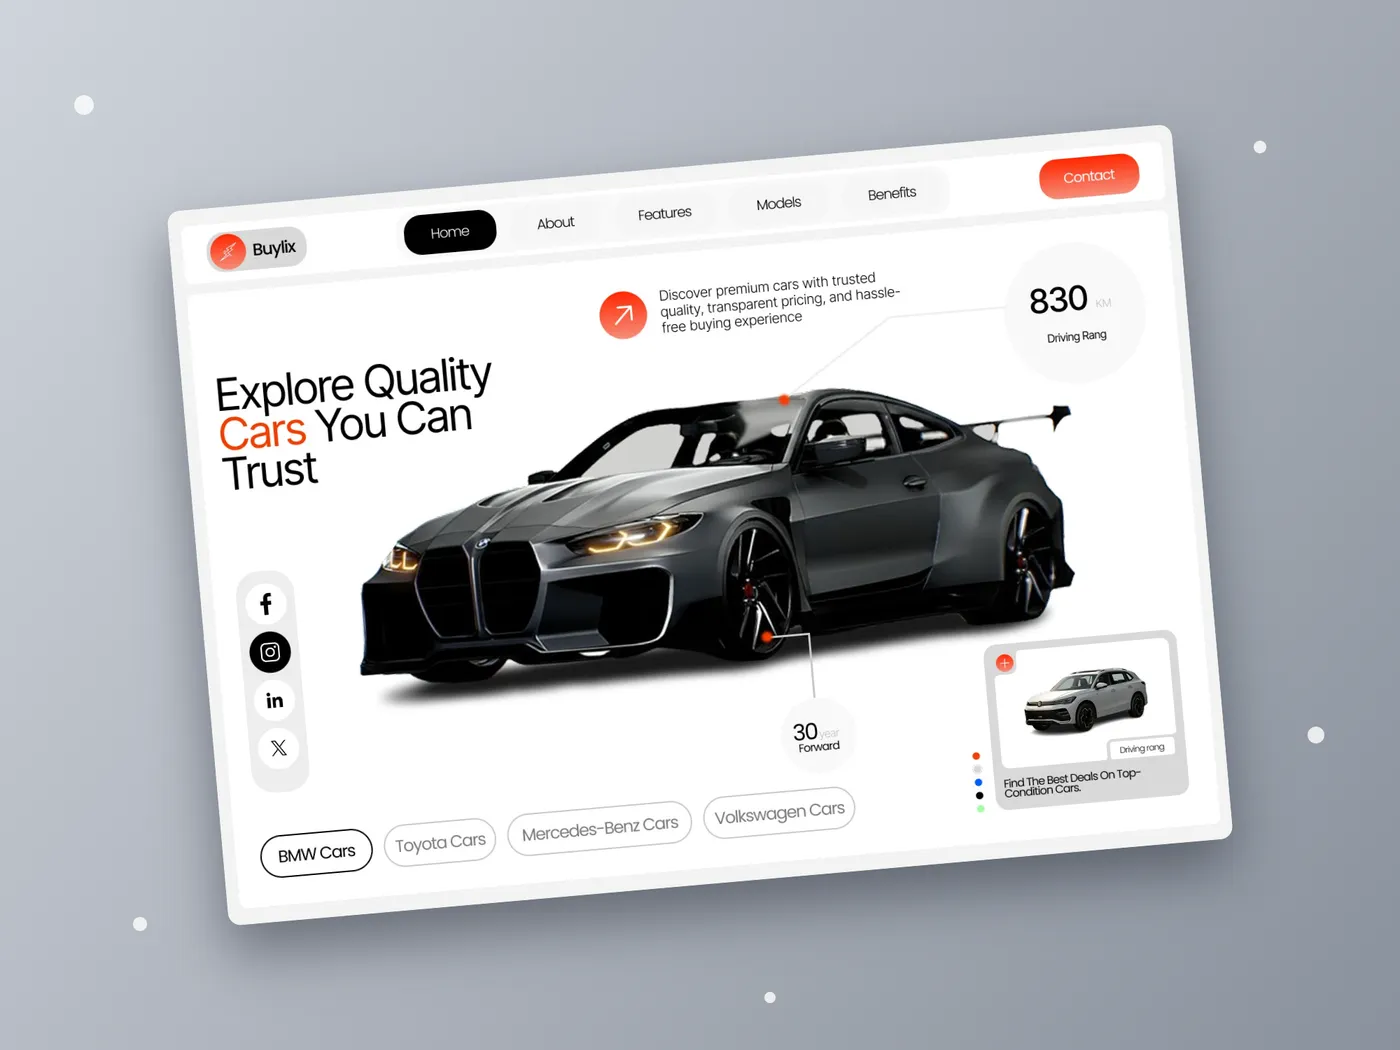 Buylix
Home
About
Features
Models
Benefits
Contact
Discover premium cars with trusted
quality, transparent pricing, and hassle-
free buying experience
830 KM
Driving Rang
Explore Quality
Cars You Can
Trust
30 year
Forward
Driving rang
Find The Best Deals On Top-
Condition Cars.
BMW Cars
Toyota Cars
Mercedes-Benz Cars
Volkswagen Cars